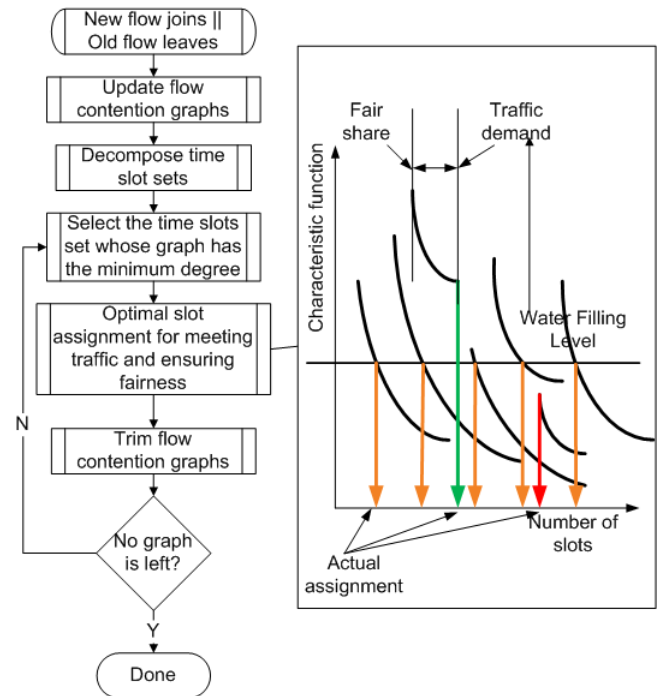 New flow joins ||
Old flow leaves
Update flow
contention graphs
Decompose time
slot sets
Select the time slots
set whose graph has
the minimum degree
Optimal slot
assignment for meeting
traffic and ensuring
fairness
Trim flow
contention graphs
No graph
is left?
N
Y
Done
Fair
share
Traffic
demand
Characteristic function
Water Filling
Level
Number of
slots
Actual
assignment